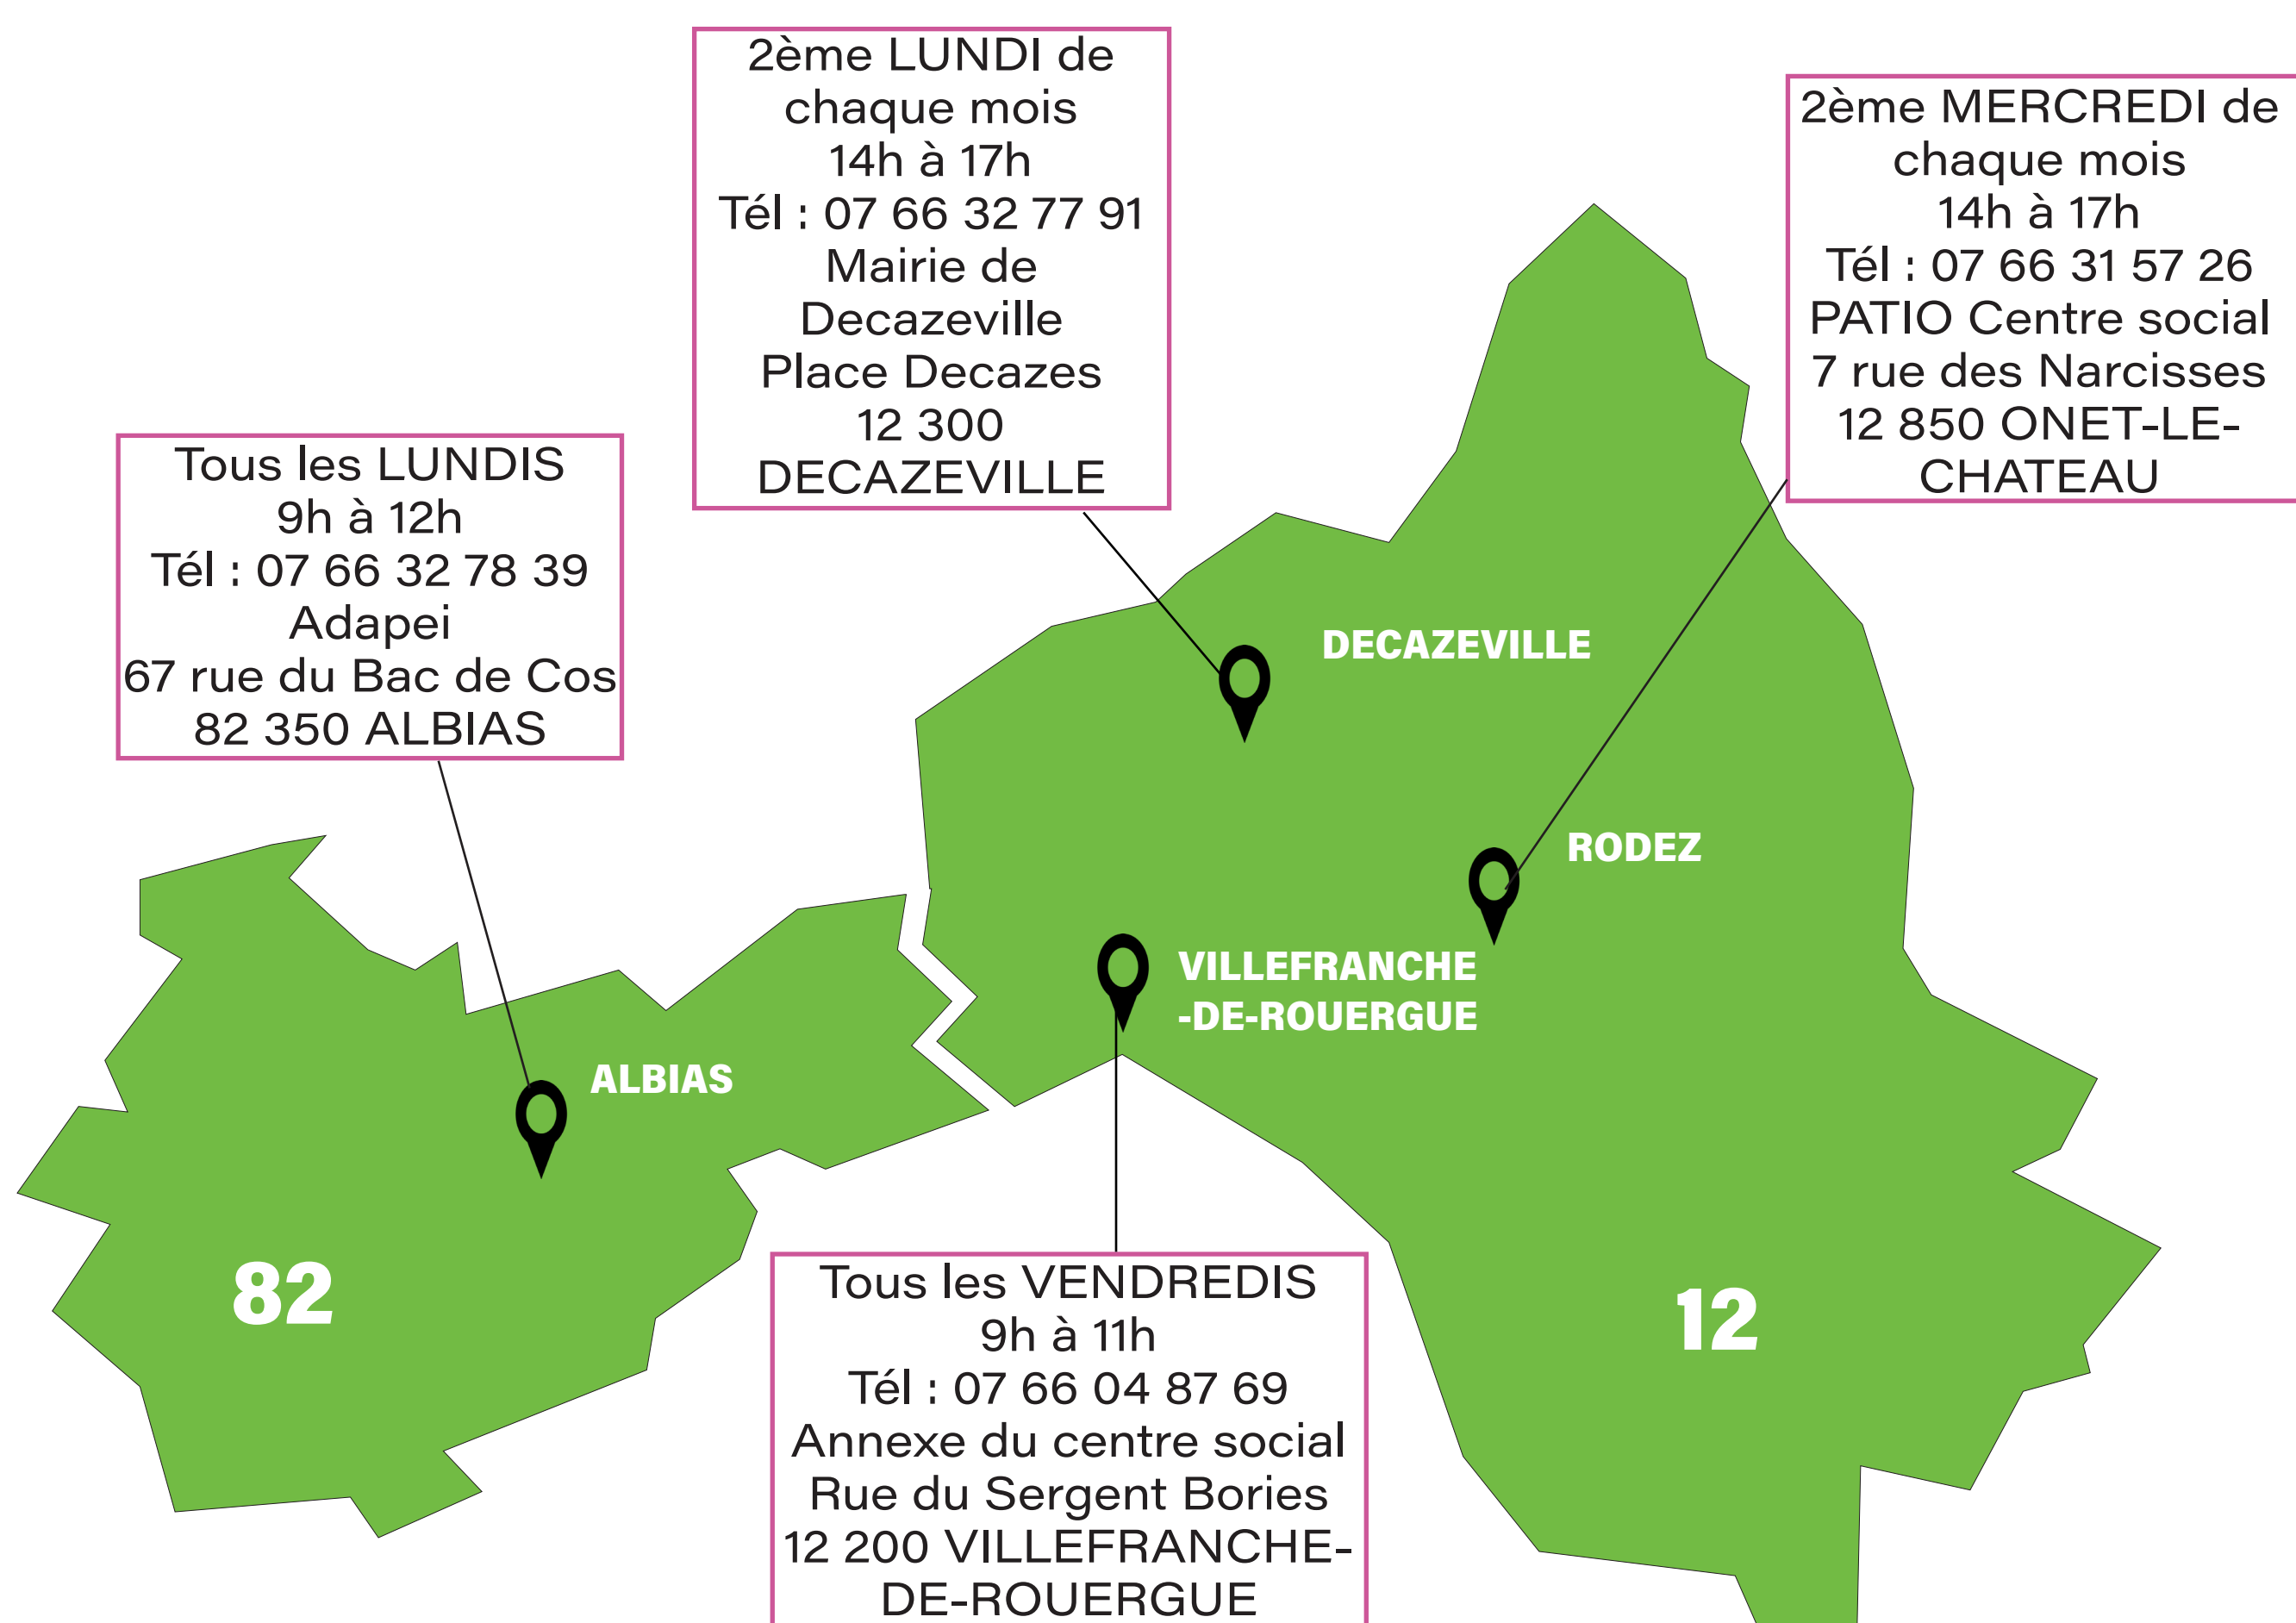 2ème LUNDI de
chaque mois
14h à 17h
Tél : 07 66 32 77 91
Mairie de
Decazeville
Place Decazes
12 300
DECAZEVILLE
2ème MERCREDI de
chaque mois
14h à 17h
Tél : 07 66 31 57 26
PATIO Centre social
7 rue des Narcisses
12 850 ONET-LE-
CHATEAU
Tous les LUNDIS
9h à 12h
Tél : 07 66 32 78 39
Adapei
67 rue du Bac de Cos
82 350 ALBIAS
DECAZEVILLE
RODEZ
VILLEFRANCHE
-DE-ROUERGUE
ALBIAS
82
12
Tous les VENDREDIS
9h à 11h
Tél : 07 66 04 87 69
Annexe du centre social
Rue du Sergent Bories
12 200 VILLEFRANCHE-
DE-ROUERGUE